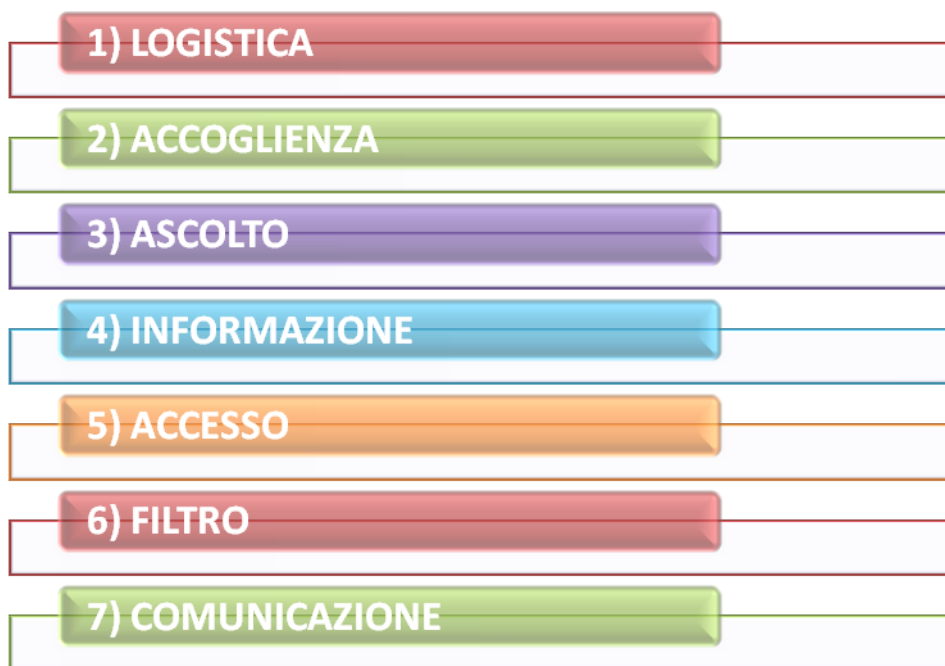 1) LOGISTICA
2) ACCOGLIENZA
3) ASCOLTO
4) INFORMAZIONE
5) ACCESSO
6) FILTRO
7) COMUNICAZIONE